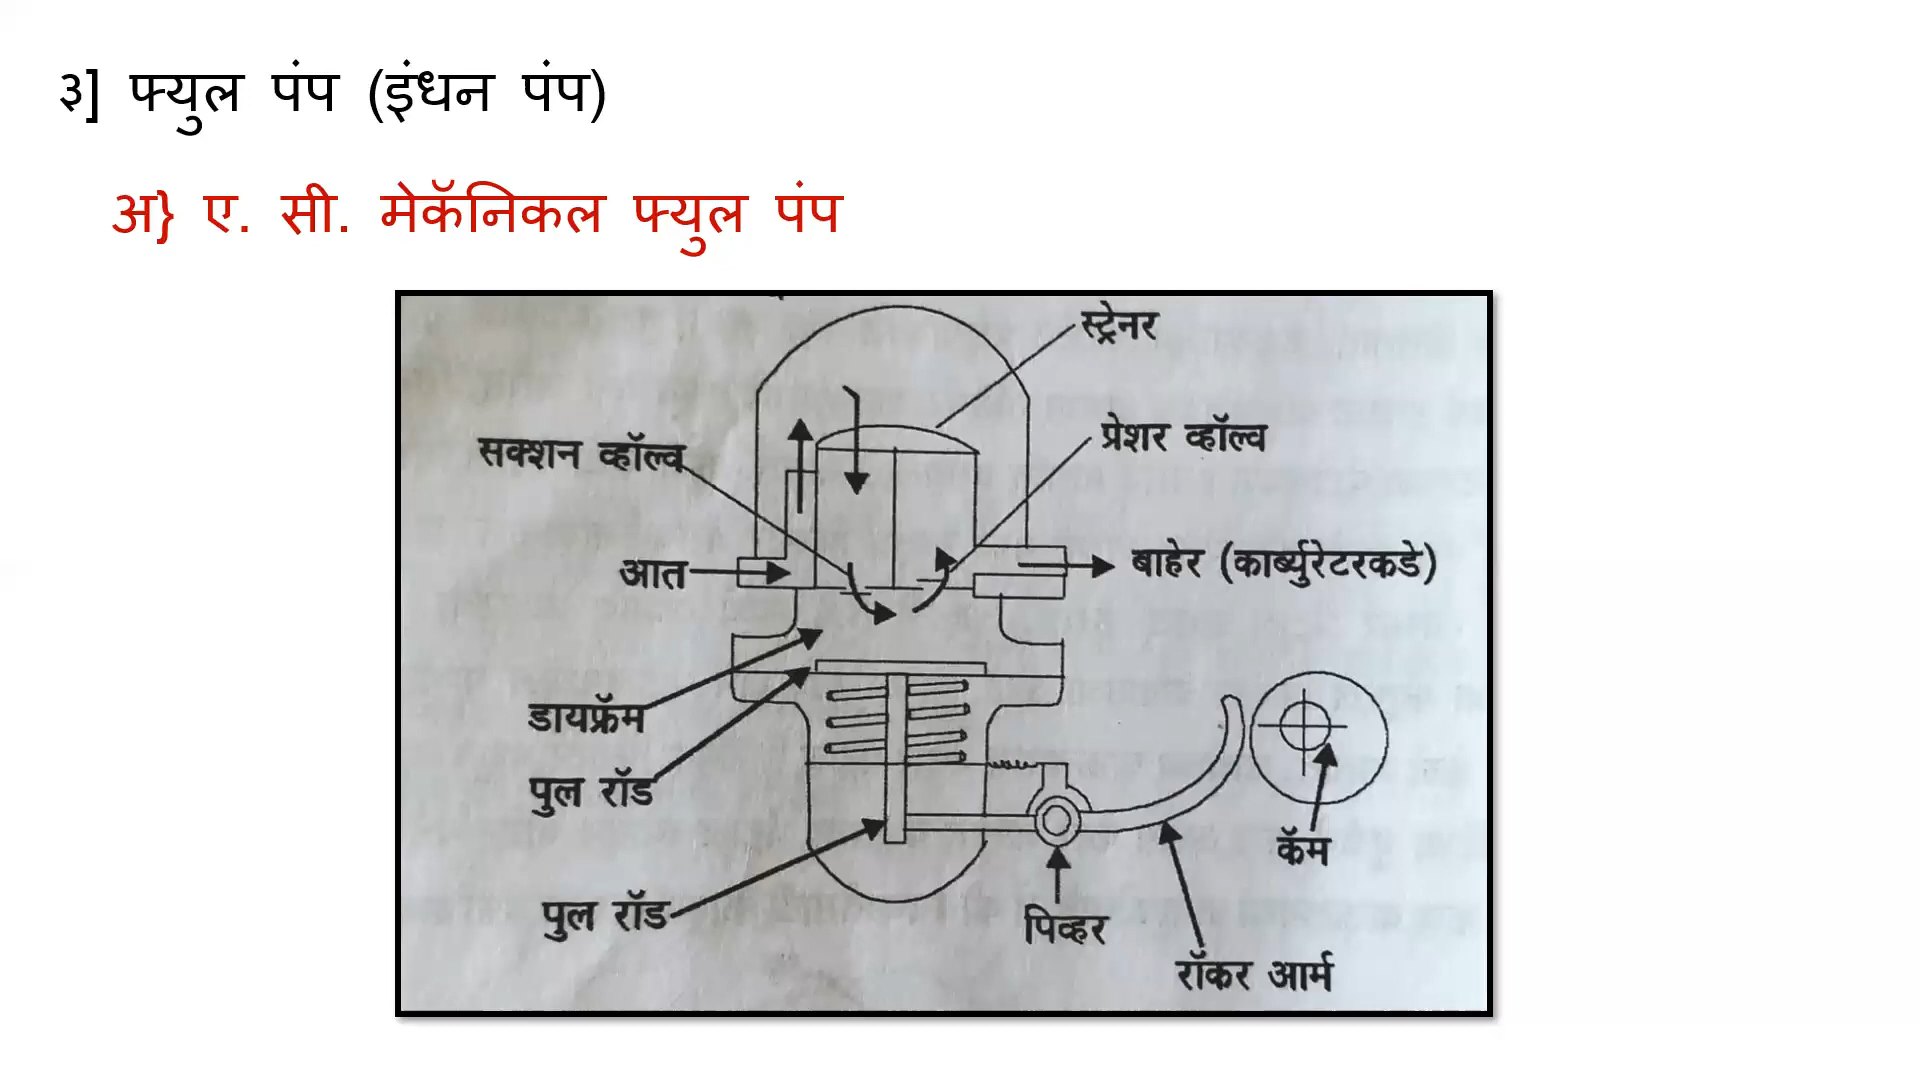 ३] फ्युल पंप (इंधन पंप)
अ} ए. सी. मेकॅनिकल फ्युल पंप
स्ट्रेनर
सक्शन व्हॉल्व
प्रेशर व्हॉल्व
आत
बाहेर (कार्ब्युरेटरकडे)
डायफ्रॅम
पुल रॉड
कॅम
पुल रॉड
पिव्हर
रॉकर आर्म